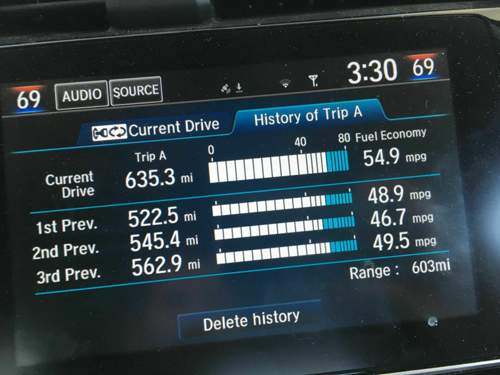 69 AUDIO SOURCE 3:30 69
Current Drive History of Trip A
Trip A 0 40 80 Fuel Economy
Current Drive 635.3 mi 54.9 mpg
1st Prev. 522.5 mi 48.9 mpg
2nd Prev. 545.4 mi 46.7 mpg
3rd Prev. 562.9 mi 49.5 mpg
Range : 603mi
Delete history